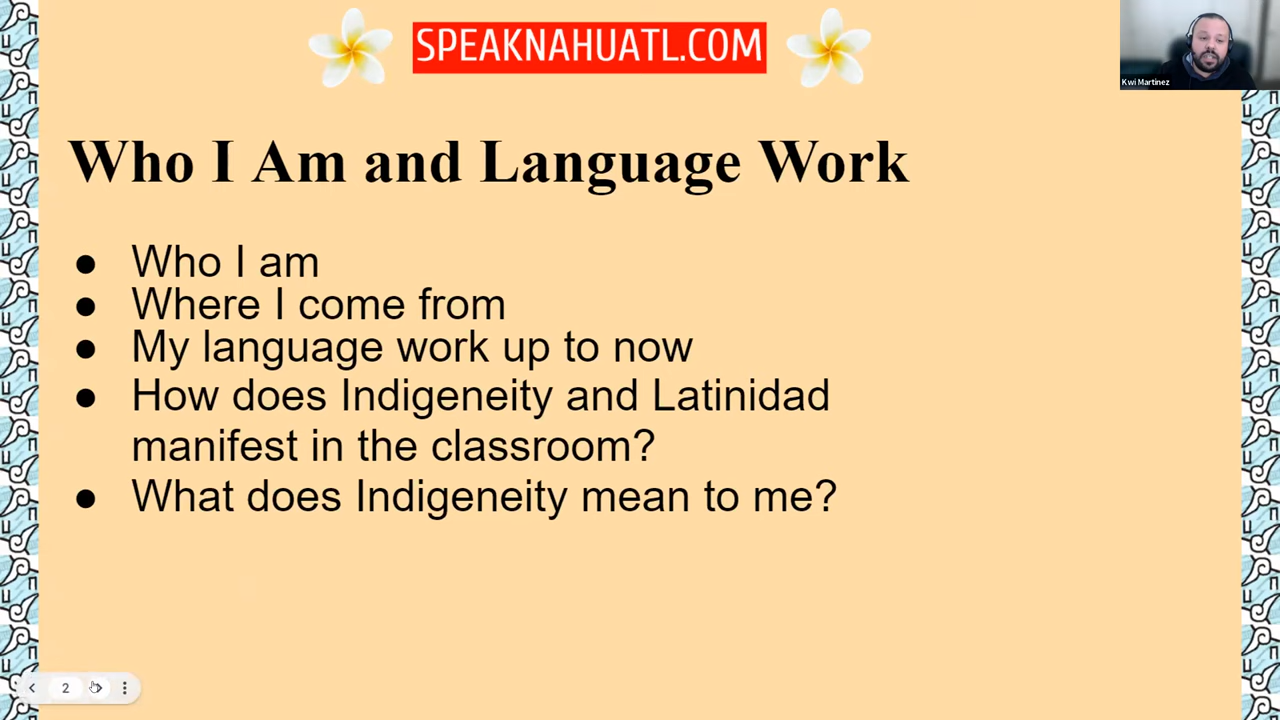 SPEAKNAHUATL.COM
Kwi Martinez
Who I Am and Language Work
● Who I am
● Where I come from
● My language work up to now
● How does Indigeneity and Latinidad
manifest in the classroom?
● What does Indigeneity mean to me?
2